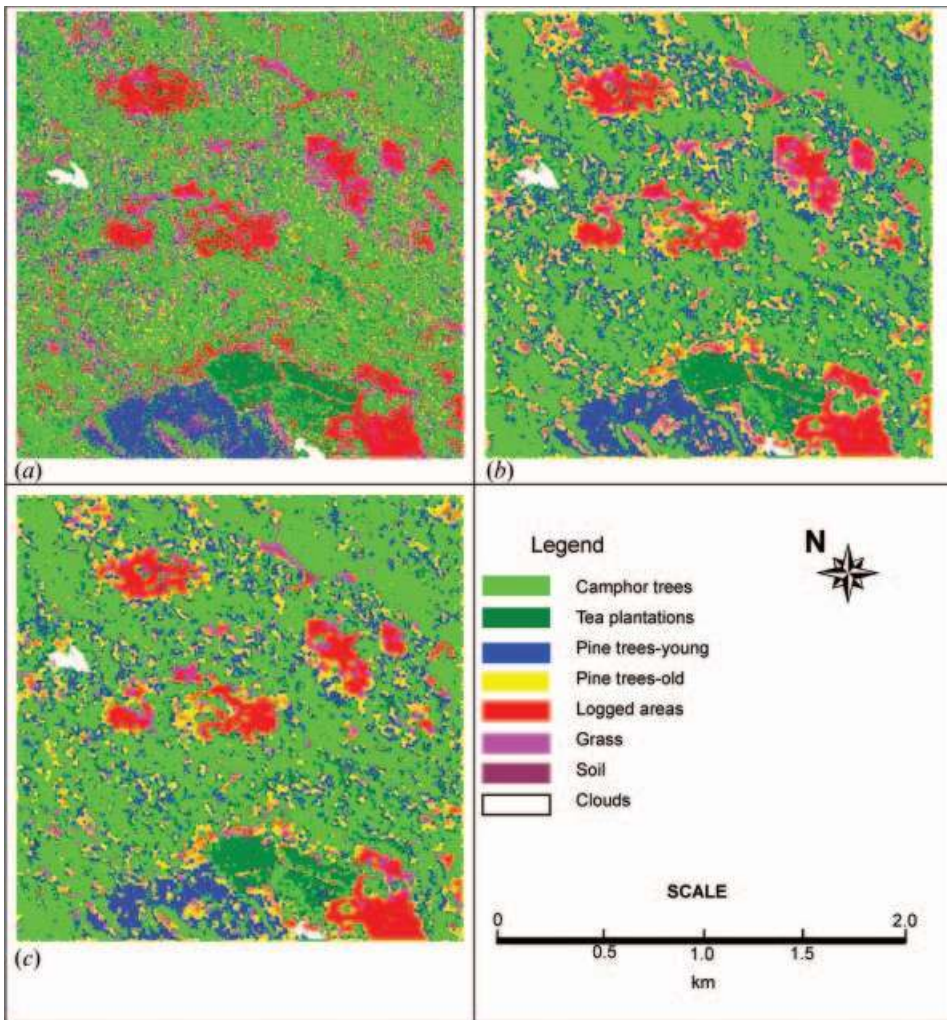 (a)
(b)
(c)
Legend
Camphor trees
Tea plantations
Pine trees-young
Pine trees-old
Logged areas
Grass
Soil
Clouds
N
SCALE
0 2.0
0.5 1.0 1.5
km